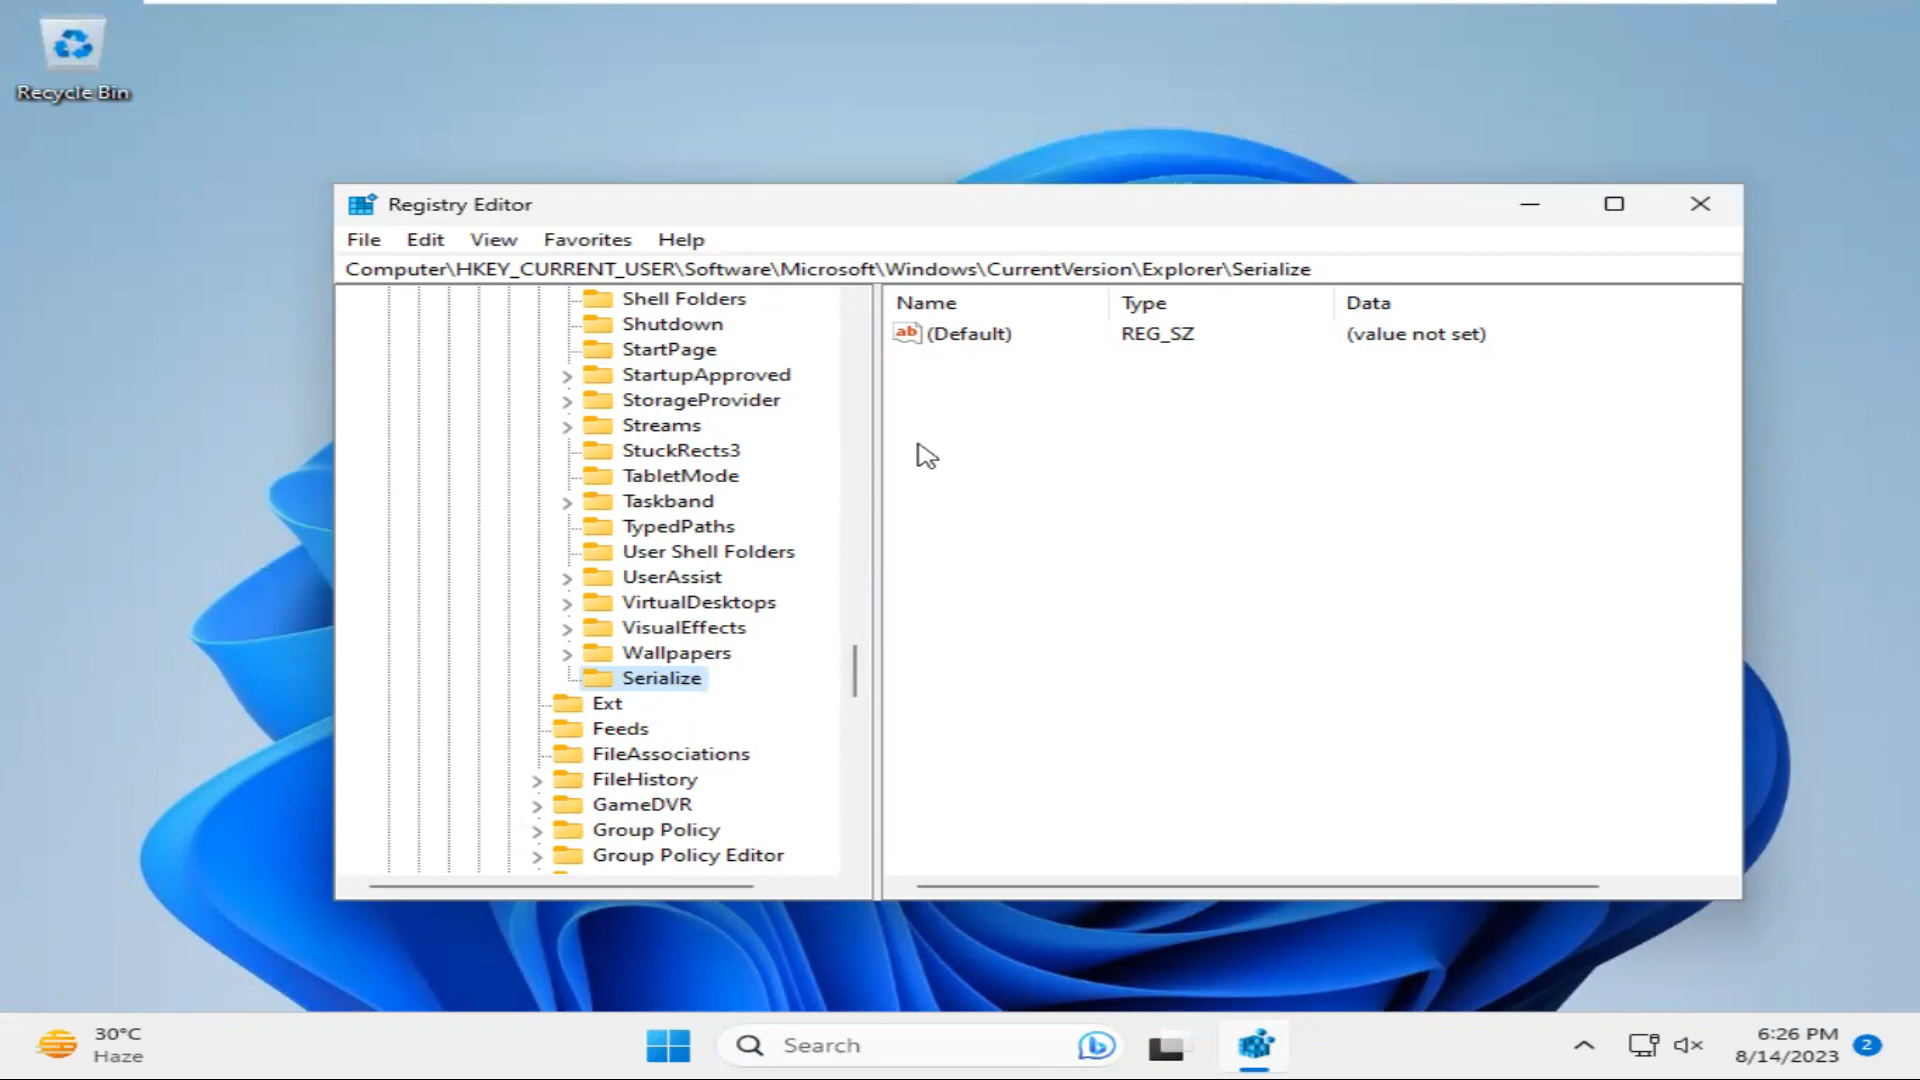 Recycle Bin
Registry Editor
File Edit View Favorites Help
Computer\HKEY_CURRENT_USER\Software\Microsoft\Windows\CurrentVersion\Explorer\Serialize
Shell Folders
Shutdown
StartPage
StartupApproved
StorageProvider
Streams
StuckRects3
TabletMode
Taskband
TypedPaths
User Shell Folders
UserAssist
VirtualDesktops
VisualEffects
Wallpapers
Serialize
Ext
Feeds
FileAssociations
FileHistory
GameDVR
Group Policy
Group Policy Editor
Name Type Data
ab (Default) REG_SZ (value not set)
30°C
Haze
Search
b
6:26 PM
8/14/2023
2